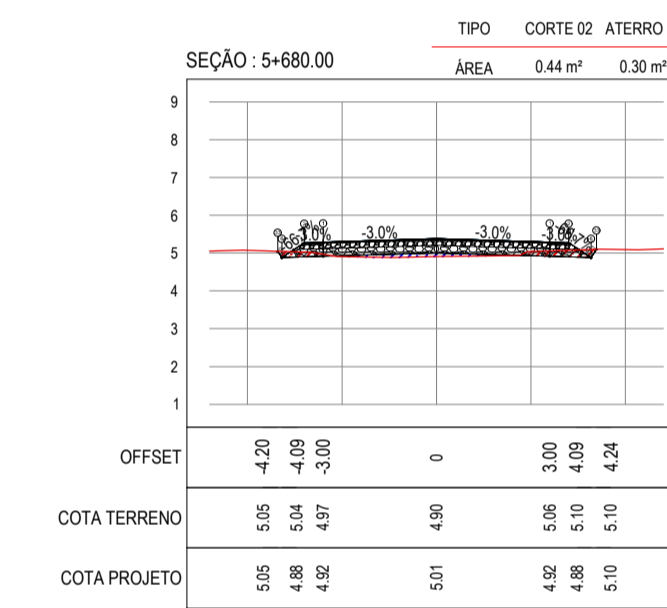 TIPO CORTE 02 ATERRO
SEÇÃO : 5+680.00
ÁREA 0.44 m² 0.30 m²
9
8
7
6
-3.0% -3.0%
5
4
3
2
1
OFFSET -4.20 -4.09 -3.00 0 3.00 4.09 4.24
COTA TERRENO 5.05 5.04 4.97 4.90 5.06 5.10 5.10
COTA PROJETO 5.05 4.88 4.92 5.01 4.92 4.88 5.10